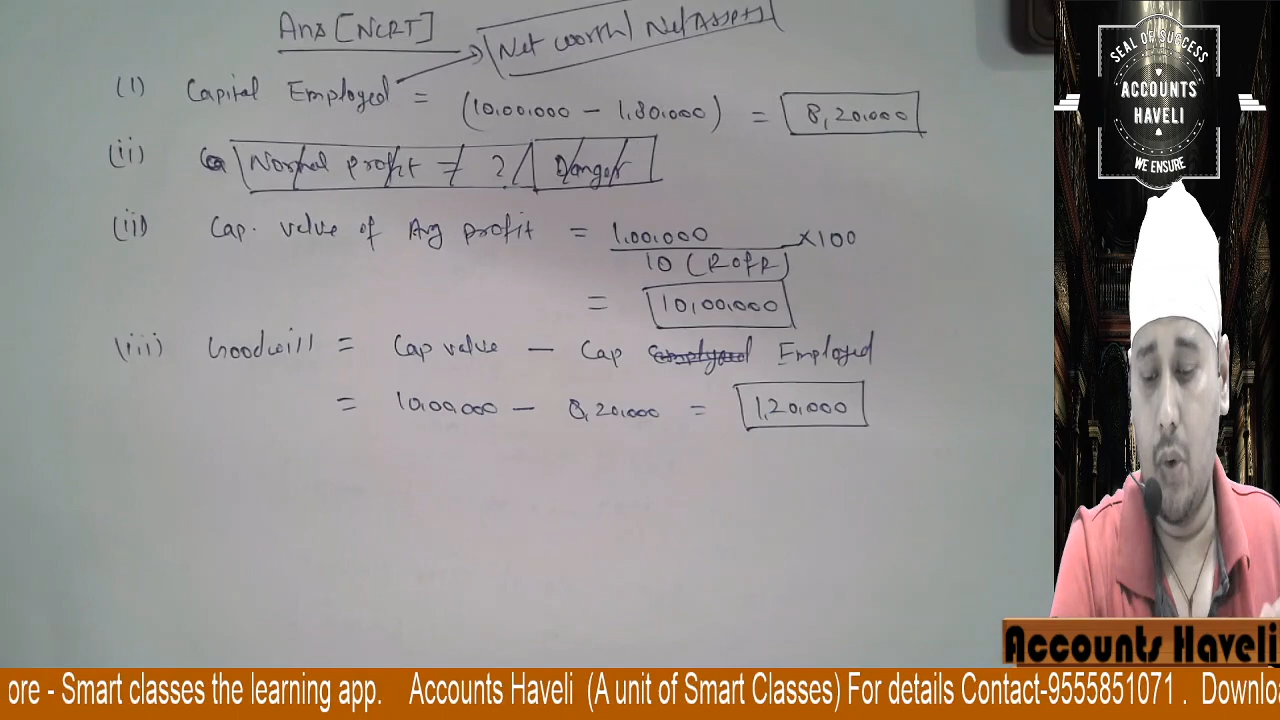 Ans [NCRT]
Net worth / Net Assets
(1) Capital Employed = (10,00,000 - 1,80,000) = 8,20,000
(ii) Normal profit = ? / Danger
(ii) Cap. value of Avg profit = 1,00,000 ×100
10 (R of R)
= 10,00,000
(iii) Goodwill = Cap value - Cap Employed
= 10,00,000 - 8,20,000 = 1,20,000
SEAL OF SUCCESS
ACCOUNTS
HAVELI
WE ENSURE
Accounts Haveli
ore - Smart classes the learning app. Accounts Haveli (A unit of Smart Classes) For details Contact-9555851071 . Downlo